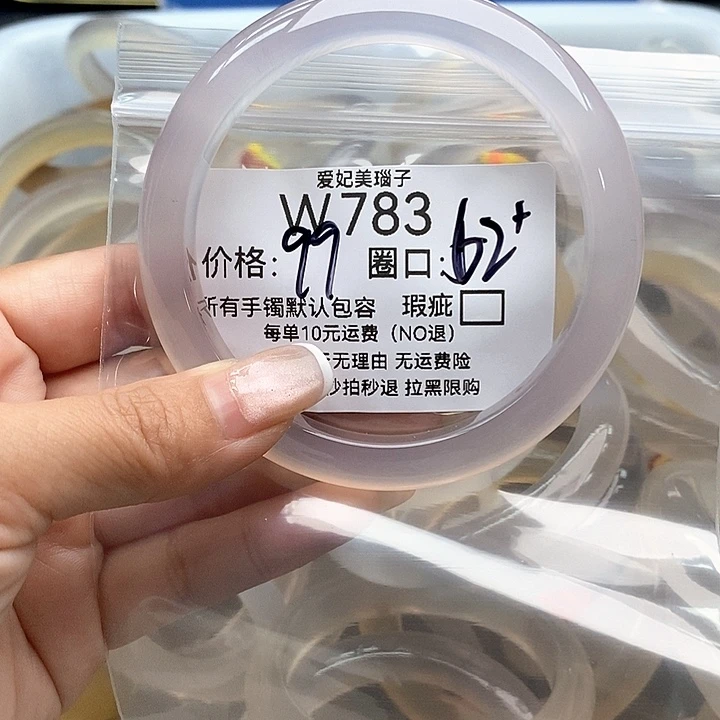 爱妃美瑙子
W783
价格:99 圈口:62+
所有手镯默认包容 瑕疵
每单10元运费（NO退）
无理由 无运费险
秒拍秒退 拉黑限购